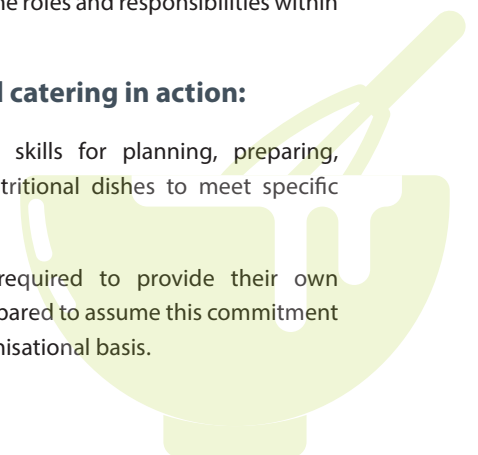 ne roles and responsibilities within
l catering in action:
skills for planning, preparing,
tritional dishes to meet specific
required to provide their own
pared to assume this commitment
nisational basis.